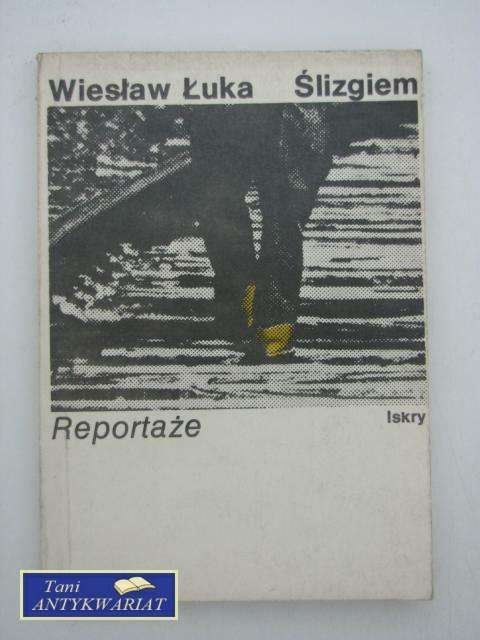 Wiesław Łuka Ślizgiem
Iskry
Reportaże
Tani
ANTYKWARIAT